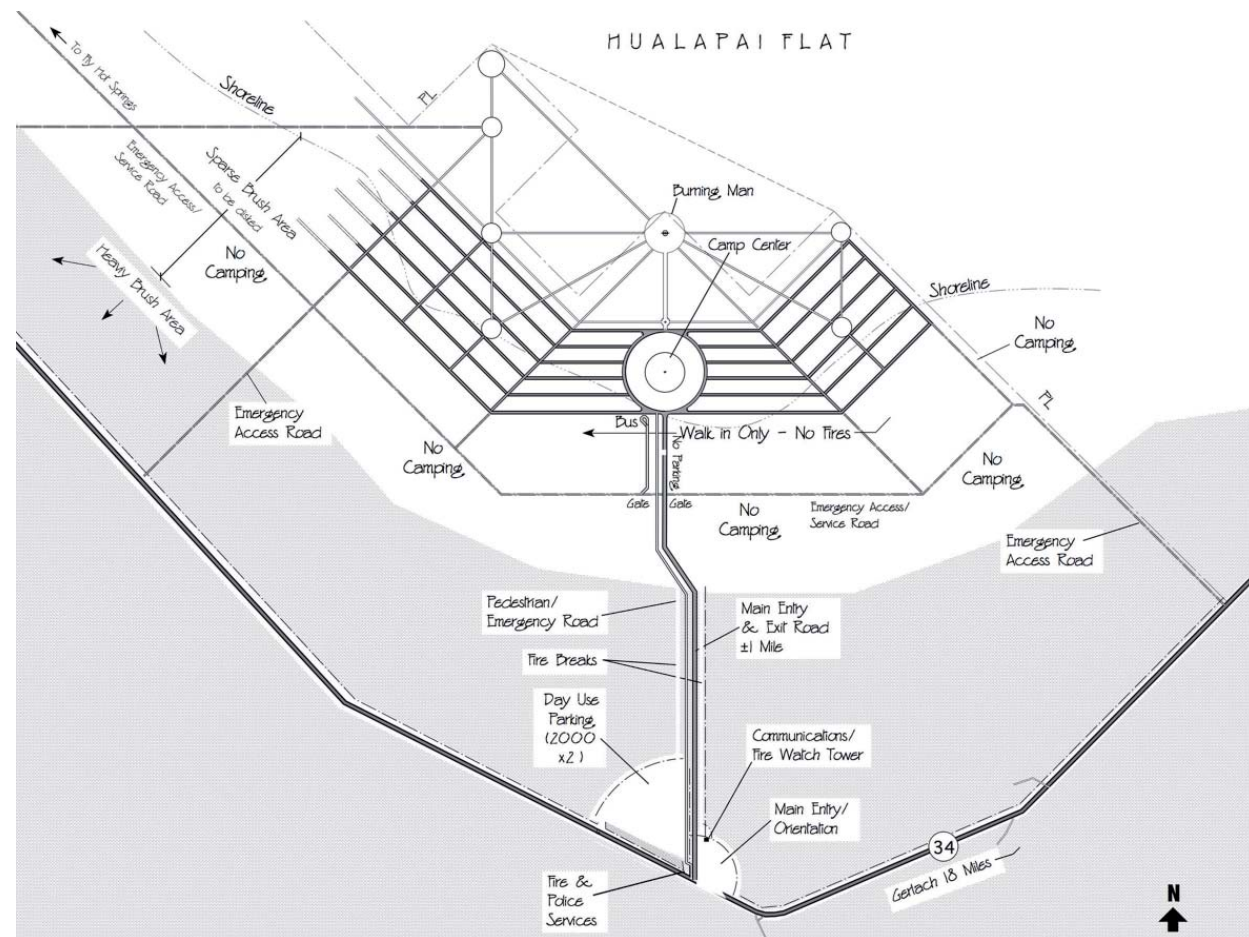 HUALAPAI FLAT
To Fly Hot Springs
Shoreline
PL
Emergency Access/
Service Road
Sparse Brush Area
to be disked
Burning Man
Camp Center
No
Camping
Heaviy Brush Area
Shoreline
No
Camping
PL
Emergency
Access Road
Bus
Walk in Only - No Fires
No
Camping
No Parking
No
Camping
Gate
Gate
No
Camping
Emergency Access/
Service Road
Emergency
Access Road
Pedestrian/
Emergency Road
Main Entry
& Exit Road
±1 Mile
Fire Breaks
Day Use
Parking
(2000
x2)
Communications/
Fire Watch Tower
Main Entry/
Orientation
34
Gerlach 18 Miles
Fire &
Police
Services
N